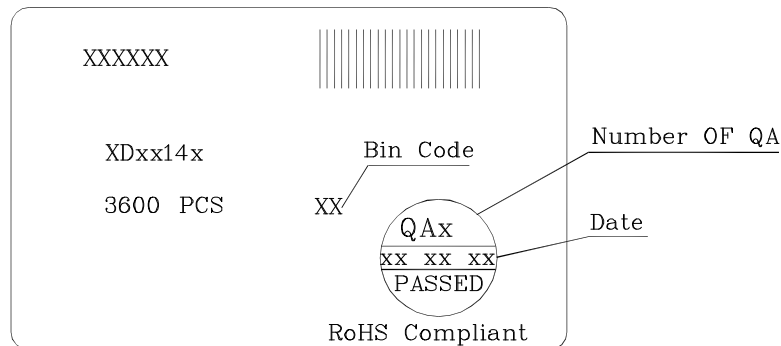 XXXXXX
XDxx14x
Bin Code
Number OF QA
3600 PCS
XX
QAx
Date
xx xx xx
PASSED
RoHS Compliant